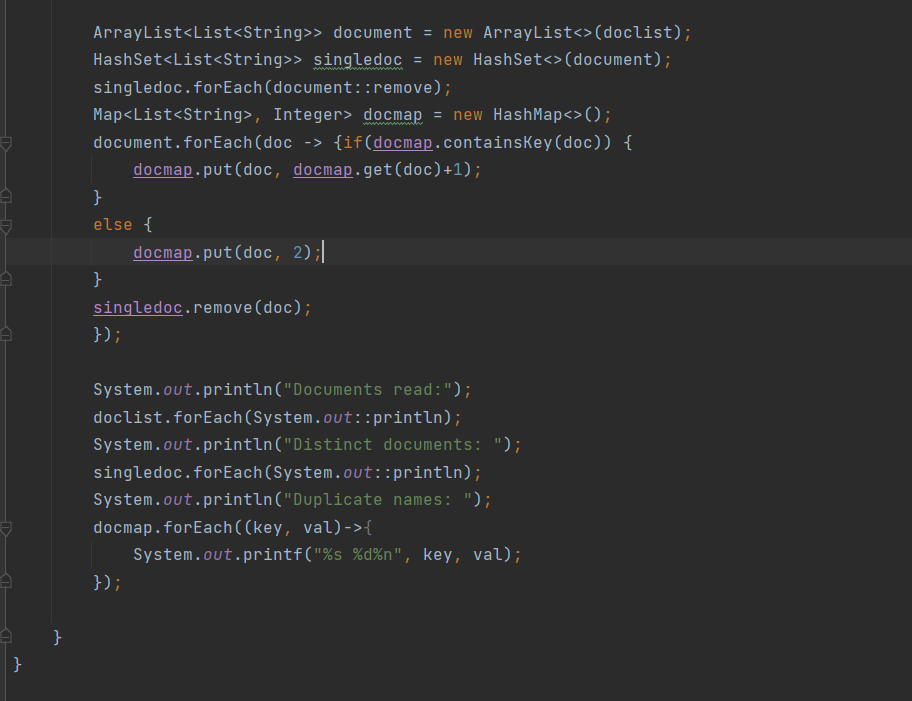 ArrayList<List<String>> document = new ArrayList<>(doclist);
HashSet<List<String>> singledoc = new HashSet<>(document);
singledoc.forEach(document::remove);
Map<List<String>, Integer> docmap = new HashMap<>();
document.forEach(doc -> {if(docmap.containsKey(doc)) {
    docmap.put(doc, docmap.get(doc)+1);
}
else {
    docmap.put(doc, 2);
}
singledoc.remove(doc);
});
System.out.println("Documents read:");
doclist.forEach(System.out::println);
System.out.println("Distinct documents: ");
singledoc.forEach(System.out::println);
System.out.println("Duplicate names: ");
docmap.forEach((key, val)->{
    System.out.printf("%s %d%n", key, val);
});
}
}